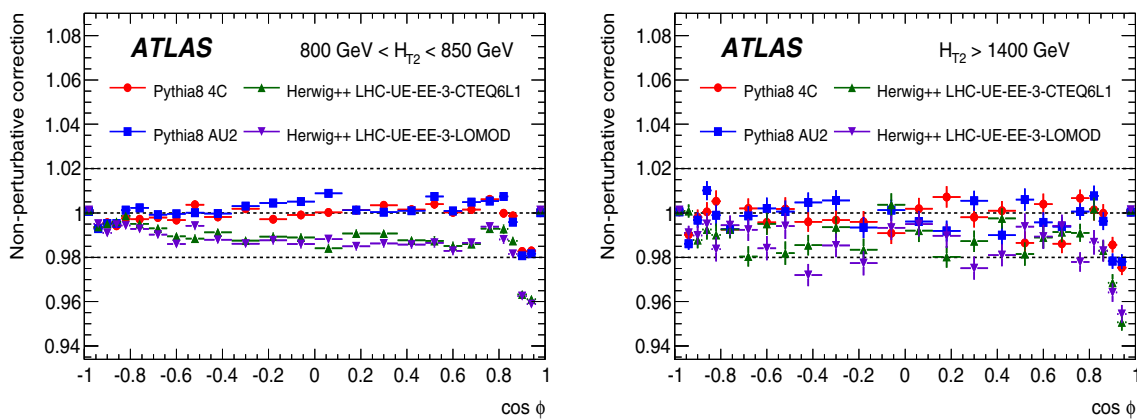 Non-perturbative correction
1.08
1.06
1.04
1.02
1
0.98
0.96
0.94
ATLAS
800 GeV < H_T2 < 850 GeV
Pythia8 4C
Herwig++ LHC-UE-EE-3-CTEQ6L1
Pythia8 AU2
Herwig++ LHC-UE-EE-3-LOMOD
-1 -0.8 -0.6 -0.4 -0.2 0 0.2 0.4 0.6 0.8 1
cos ϕ
Non-perturbative correction
1.08
1.06
1.04
1.02
1
0.98
0.96
0.94
ATLAS
H_T2 > 1400 GeV
Pythia8 4C
Herwig++ LHC-UE-EE-3-CTEQ6L1
Pythia8 AU2
Herwig++ LHC-UE-EE-3-LOMOD
-1 -0.8 -0.6 -0.4 -0.2 0 0.2 0.4 0.6 0.8 1
cos ϕ